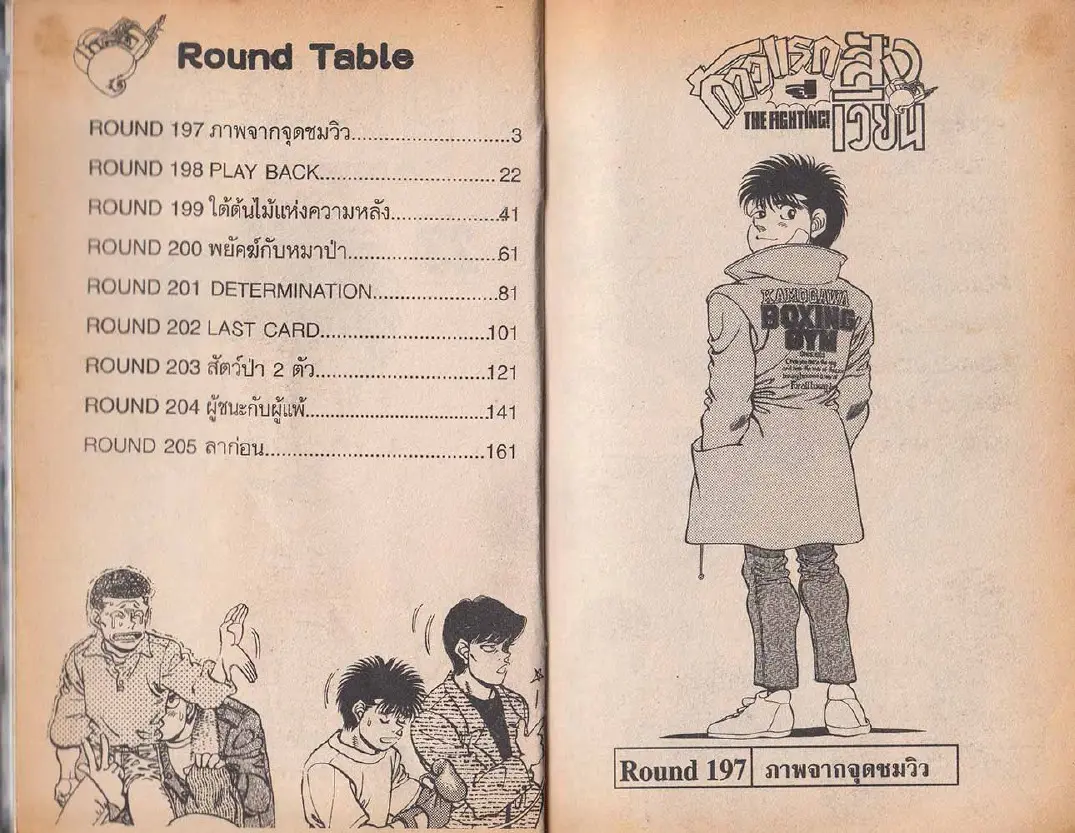 Round Table
ROUND 197 ภาพจากจุดชมวิว........................3
ROUND 198 PLAY BACK........................... 22
ROUND 199 ใต้ต้นไม้แห่งความหลัง.................41
ROUND 200 พยัคฆ์กับหมาป่า........................61
ROUND 201 DETERMINATION....................81
ROUND 202 LAST CARD...........................101
ROUND 203 สัตว์ป่า 2 ตัว...........................121
ROUND 204 ผู้ชนะกับผู้แพ้............................141
ROUND 205 ลาก่อน...................................161
ก้าวแรกสู่
สังเวียน
THE FIGHTING!
KAMOGAWA
BOXING
GYM
Round 197 ภาพจากจุดชมวิว